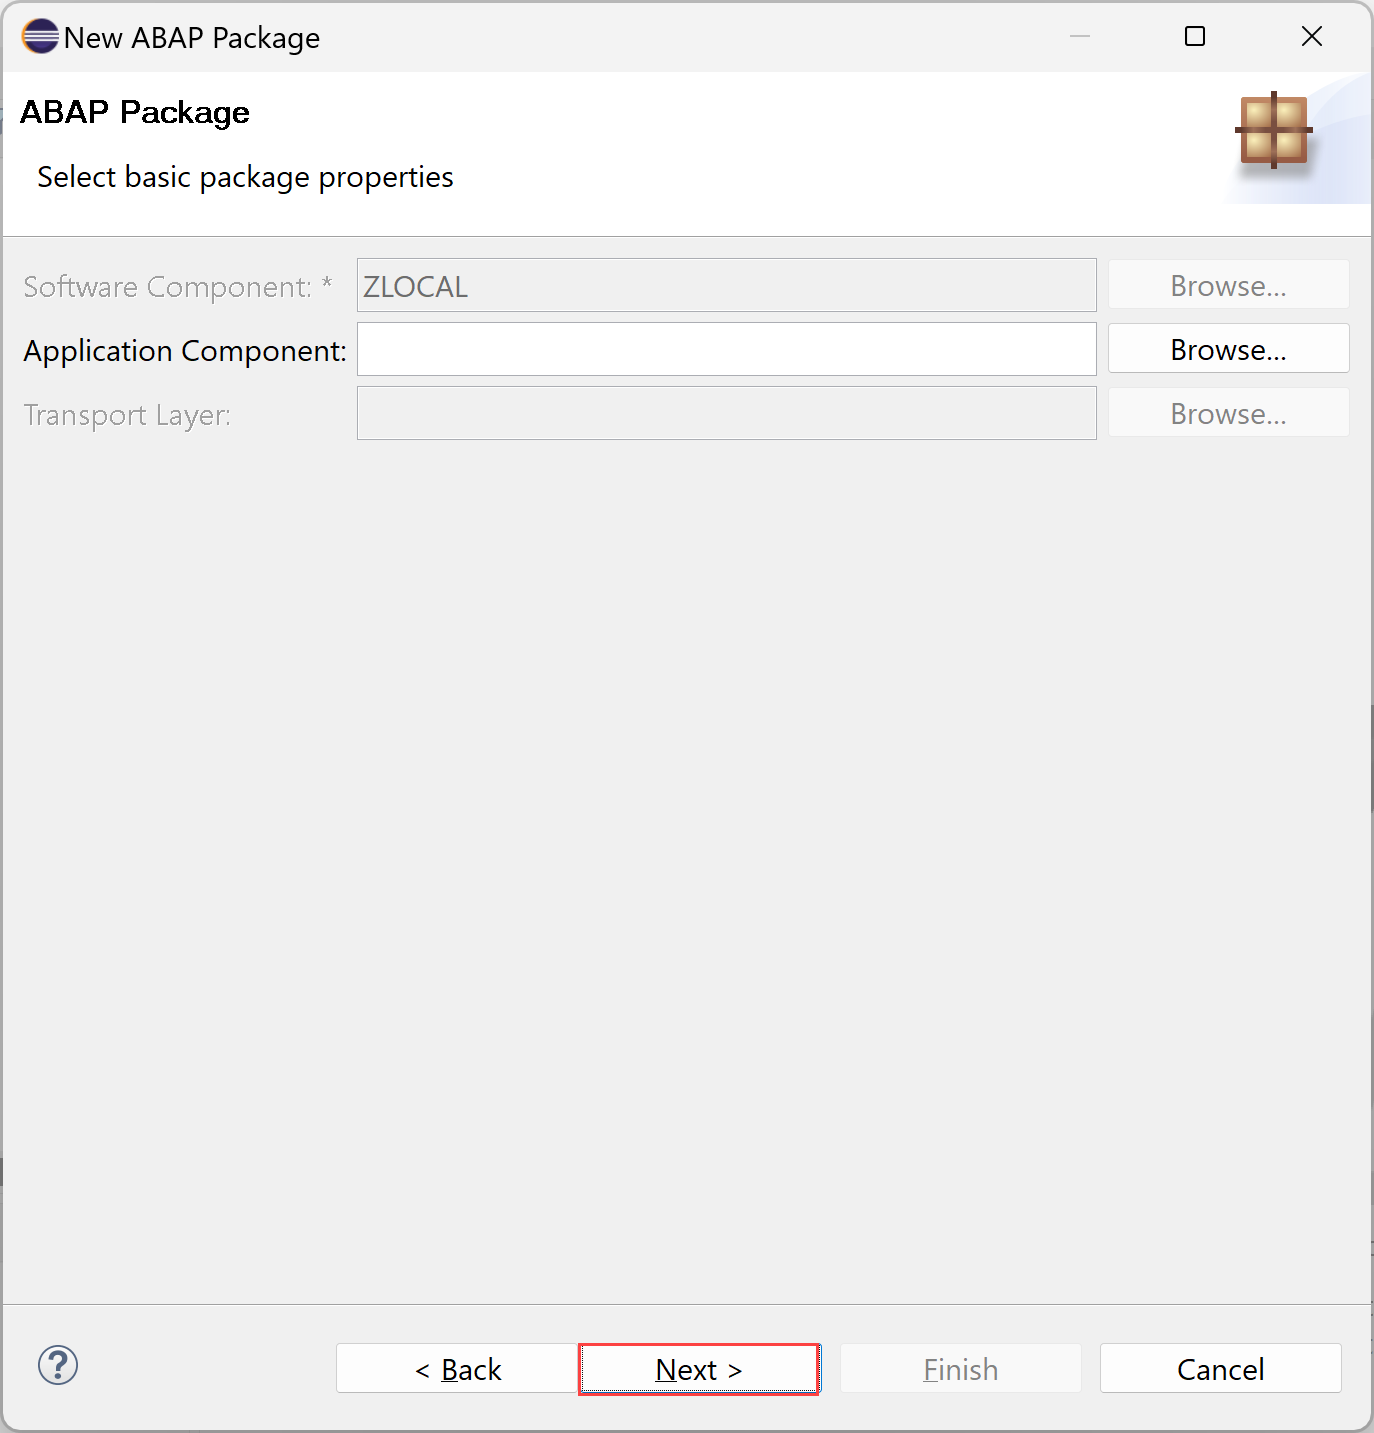 New ABAP Package
ABAP Package
Select basic package properties
Software Component: * ZLOCAL Browse...
Application Component: Browse...
Transport Layer: Browse...
? < Back Next > Finish Cancel